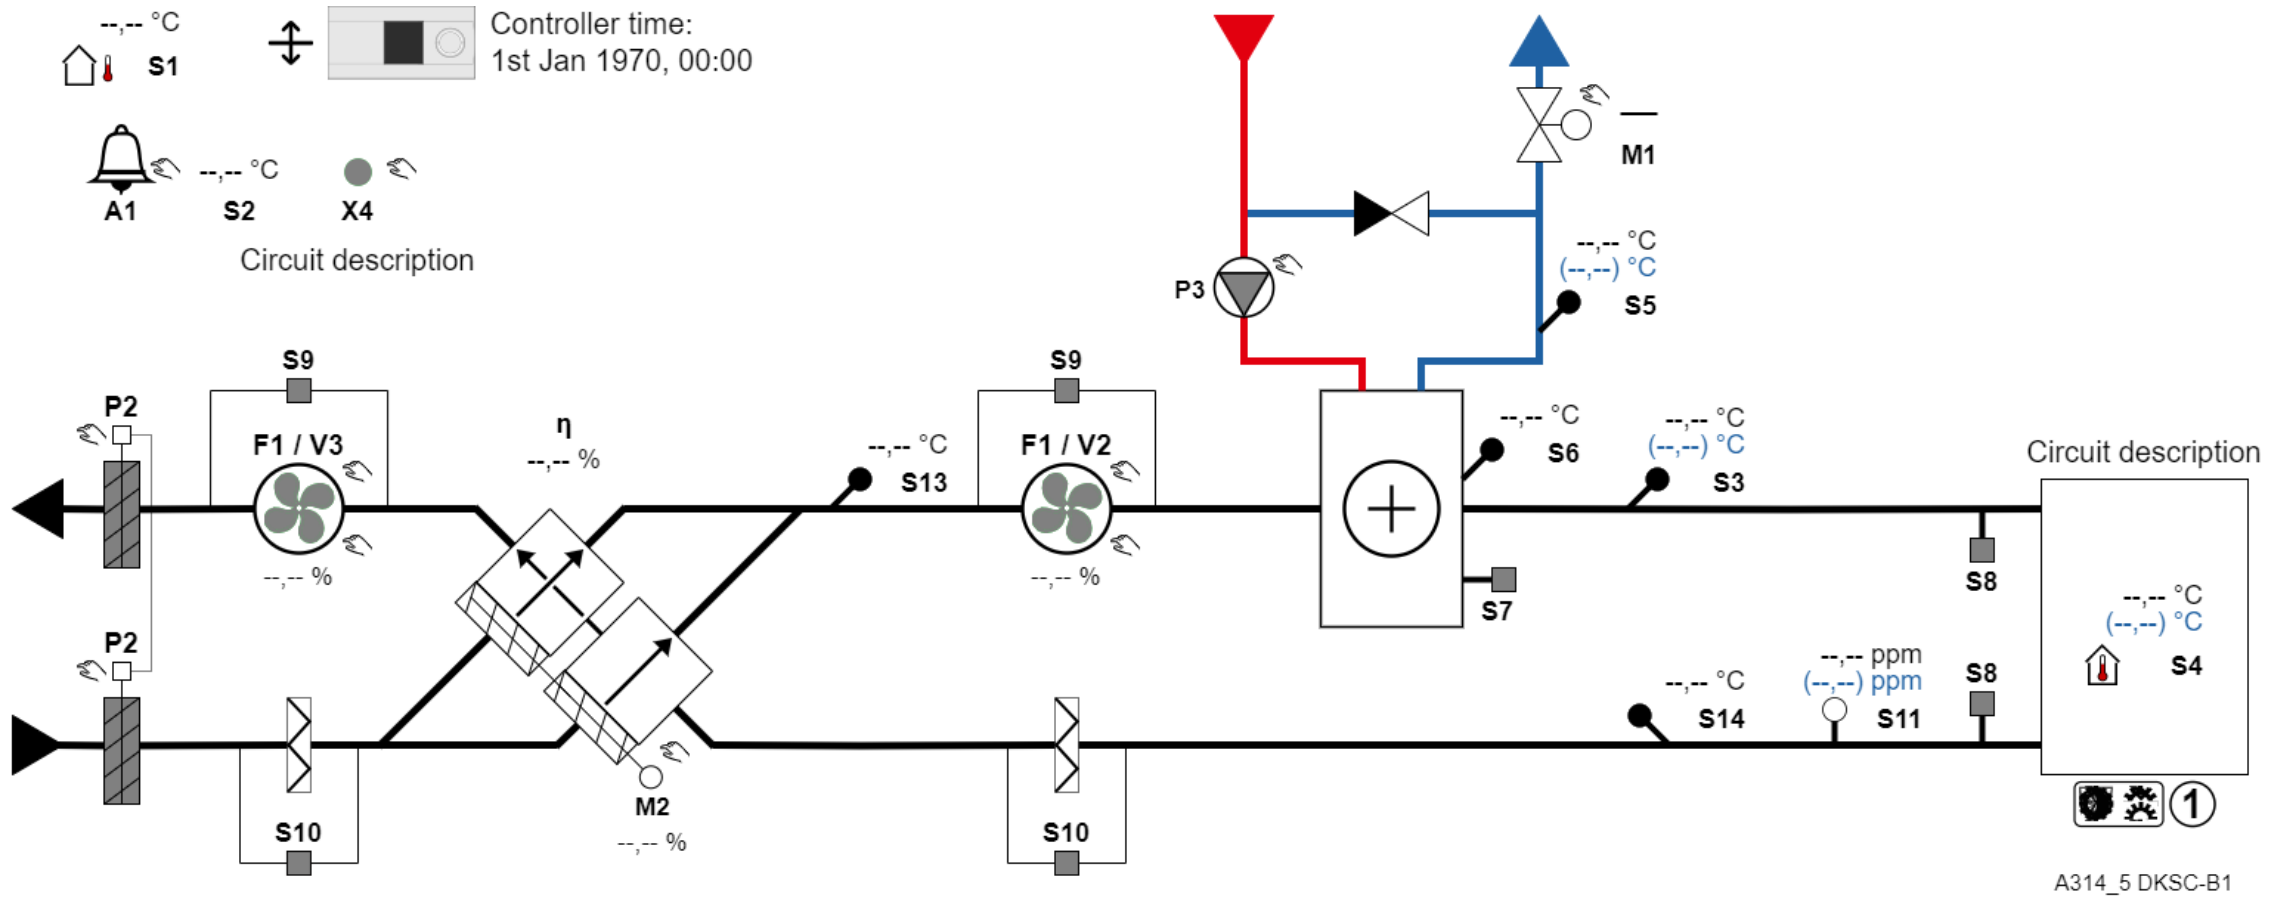 --,-- °C
S1
Controller time:
1st Jan 1970, 00:00
A1
--,-- °C
S2
X4
Circuit description
M1
--,-- °C
(--,--) °C
S5
P3
S9
P2
F1 / V3
--,-- %
η
--,-- %
--,-- °C
S13
S9
F1 / V2
--,-- %
--,-- °C
S6
--,-- °C
(--,--) °C
S3
S7
S8
Circuit description
--,-- °C
(--,--) °C
S4
P2
S10
M2
--,-- %
S10
--,-- °C
S14
--,-- ppm
(--,--) ppm
S11
S8
1
A314_5 DKSC-B1